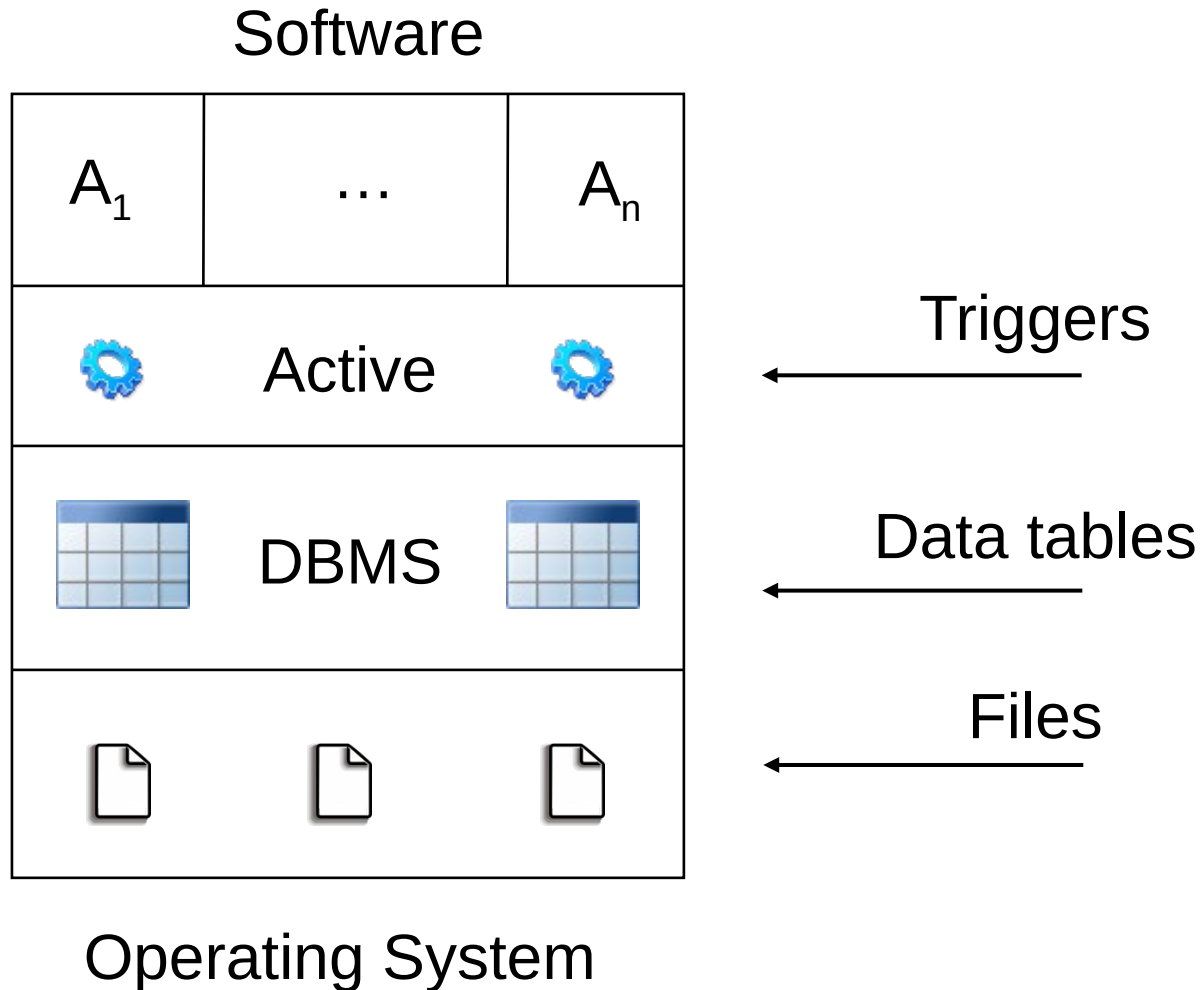 Software
A₁ … Aₙ
Triggers
Active
Data tables
DBMS
Files
Operating System